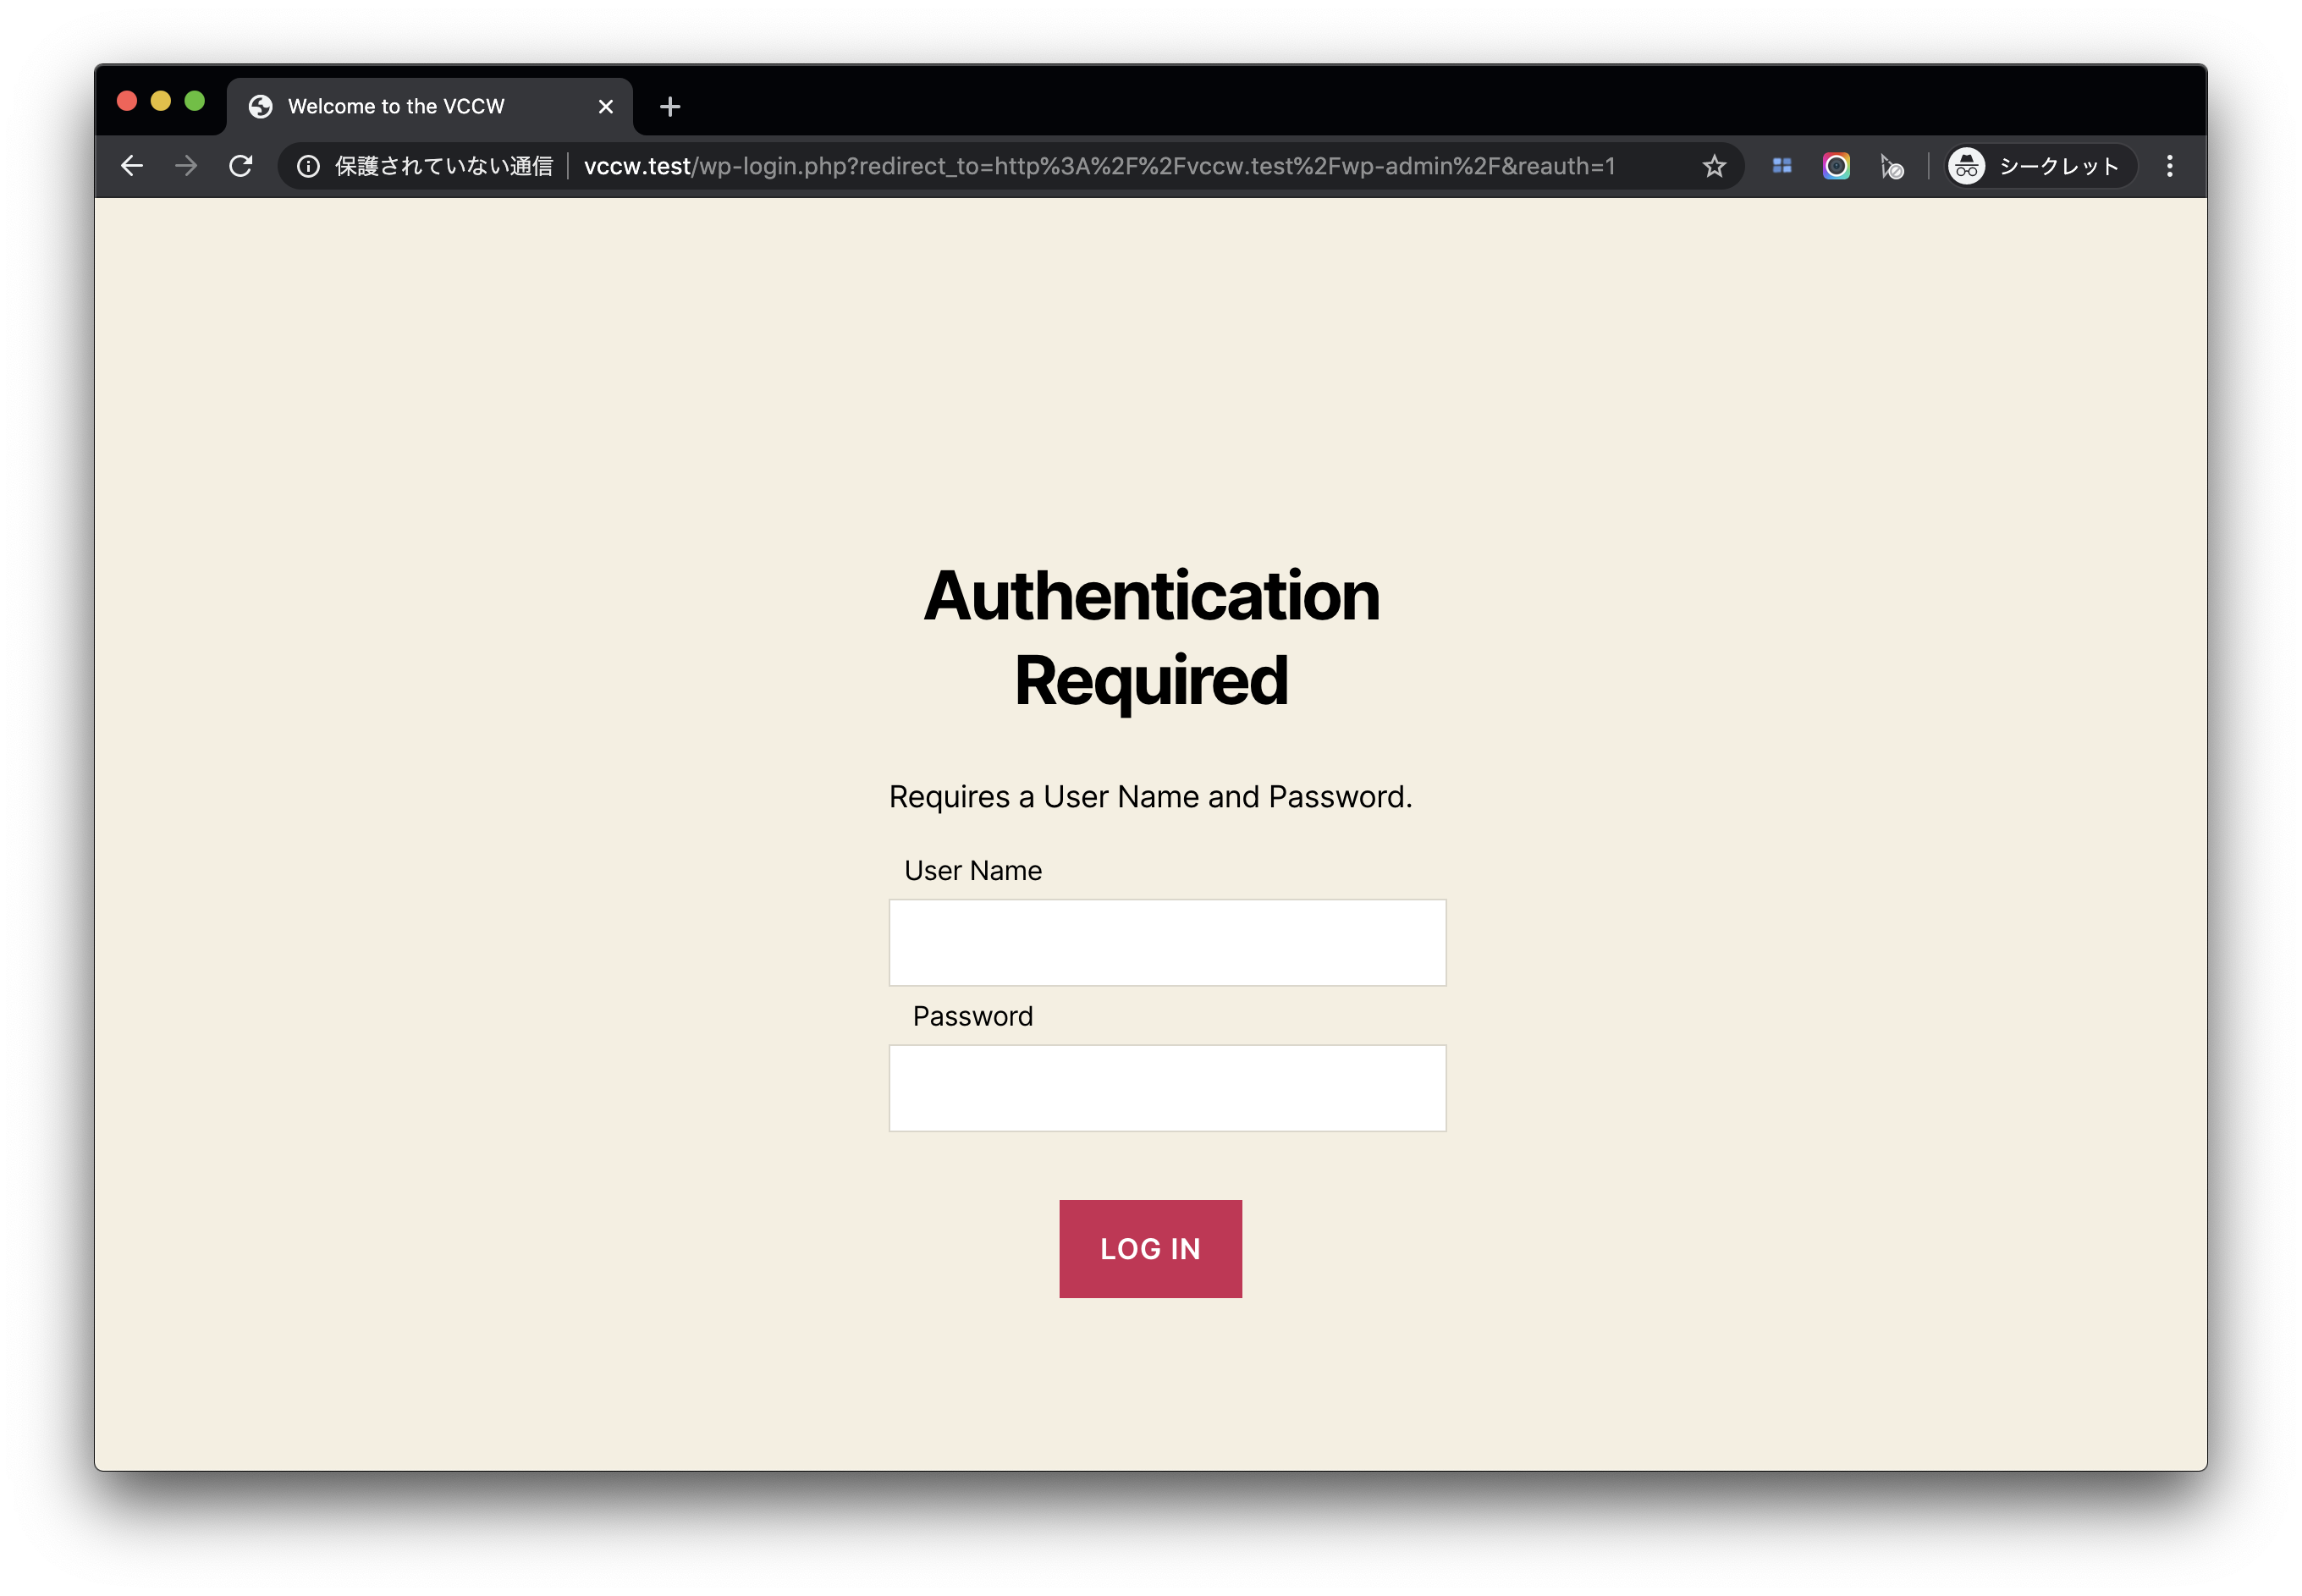 Welcome to the VCCW
保護されていない通信 vccw.test/wp-login.php?redirect_to=http%3A%2F%2Fvccw.test%2Fwp-admin%2F&reauth=1 シークレット
Authentication
Required
Requires a User Name and Password.
User Name
Password
LOG IN